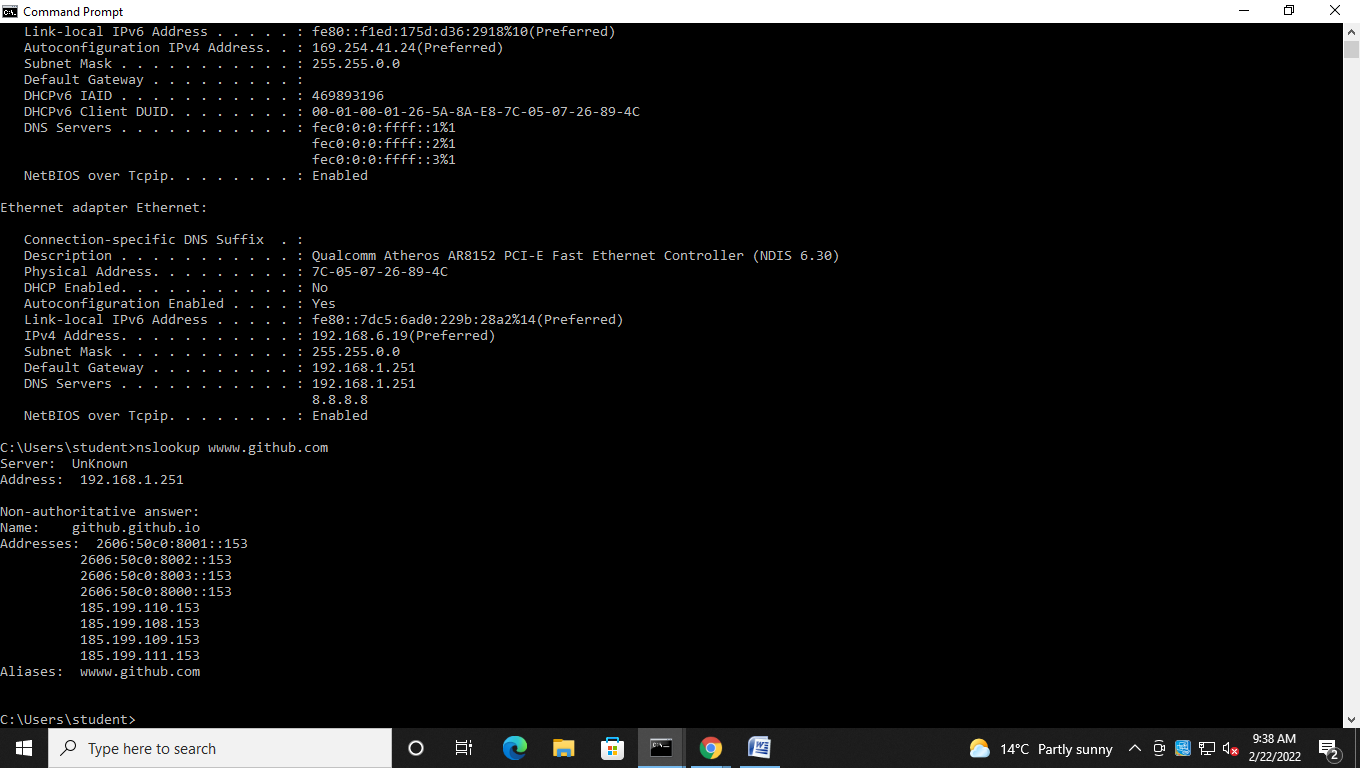 Command Prompt
Link-local IPv6 Address . . . . . : fe80::f1ed:175d:d36:2918%10(Preferred)
Autoconfiguration IPv4 Address. . : 169.254.41.24(Preferred)
Subnet Mask . . . . . . . . . . . : 255.255.0.0
Default Gateway . . . . . . . . . :
DHCPv6 IAID . . . . . . . . . . . : 469893196
DHCPv6 Client DUID. . . . . . . . : 00-01-00-01-26-5A-8A-E8-7C-05-07-26-89-4C
DNS Servers . . . . . . . . . . . : fec0:0:0:ffff::1%1
fec0:0:0:ffff::2%1
fec0:0:0:ffff::3%1
NetBIOS over Tcpip. . . . . . . . : Enabled
Ethernet adapter Ethernet:
Connection-specific DNS Suffix  . :
Description . . . . . . . . . . . : Qualcomm Atheros AR8152 PCI-E Fast Ethernet Controller (NDIS 6.30)
Physical Address. . . . . . . . . : 7C-05-07-26-89-4C
DHCP Enabled. . . . . . . . . . . : No
Autoconfiguration Enabled . . . . : Yes
Link-local IPv6 Address . . . . . : fe80::7dc5:6ad0:229b:28a2%14(Preferred)
IPv4 Address. . . . . . . . . . . : 192.168.6.19(Preferred)
Subnet Mask . . . . . . . . . . . : 255.255.0.0
Default Gateway . . . . . . . . . : 192.168.1.251
DNS Servers . . . . . . . . . . . : 192.168.1.251
8.8.8.8
NetBIOS over Tcpip. . . . . . . . : Enabled
C:\Users\student>nslookup wwww.github.com
Server:  UnKnown
Address:  192.168.1.251
Non-authoritative answer:
Name:    github.github.io
Addresses:  2606:50c0:8001::153
2606:50c0:8002::153
2606:50c0:8003::153
2606:50c0:8000::153
185.199.110.153
185.199.108.153
185.199.109.153
185.199.111.153
Aliases:  wwww.github.com
C:\Users\student>
Type here to search
14°C Partly sunny
9:38 AM
2/22/2022
2